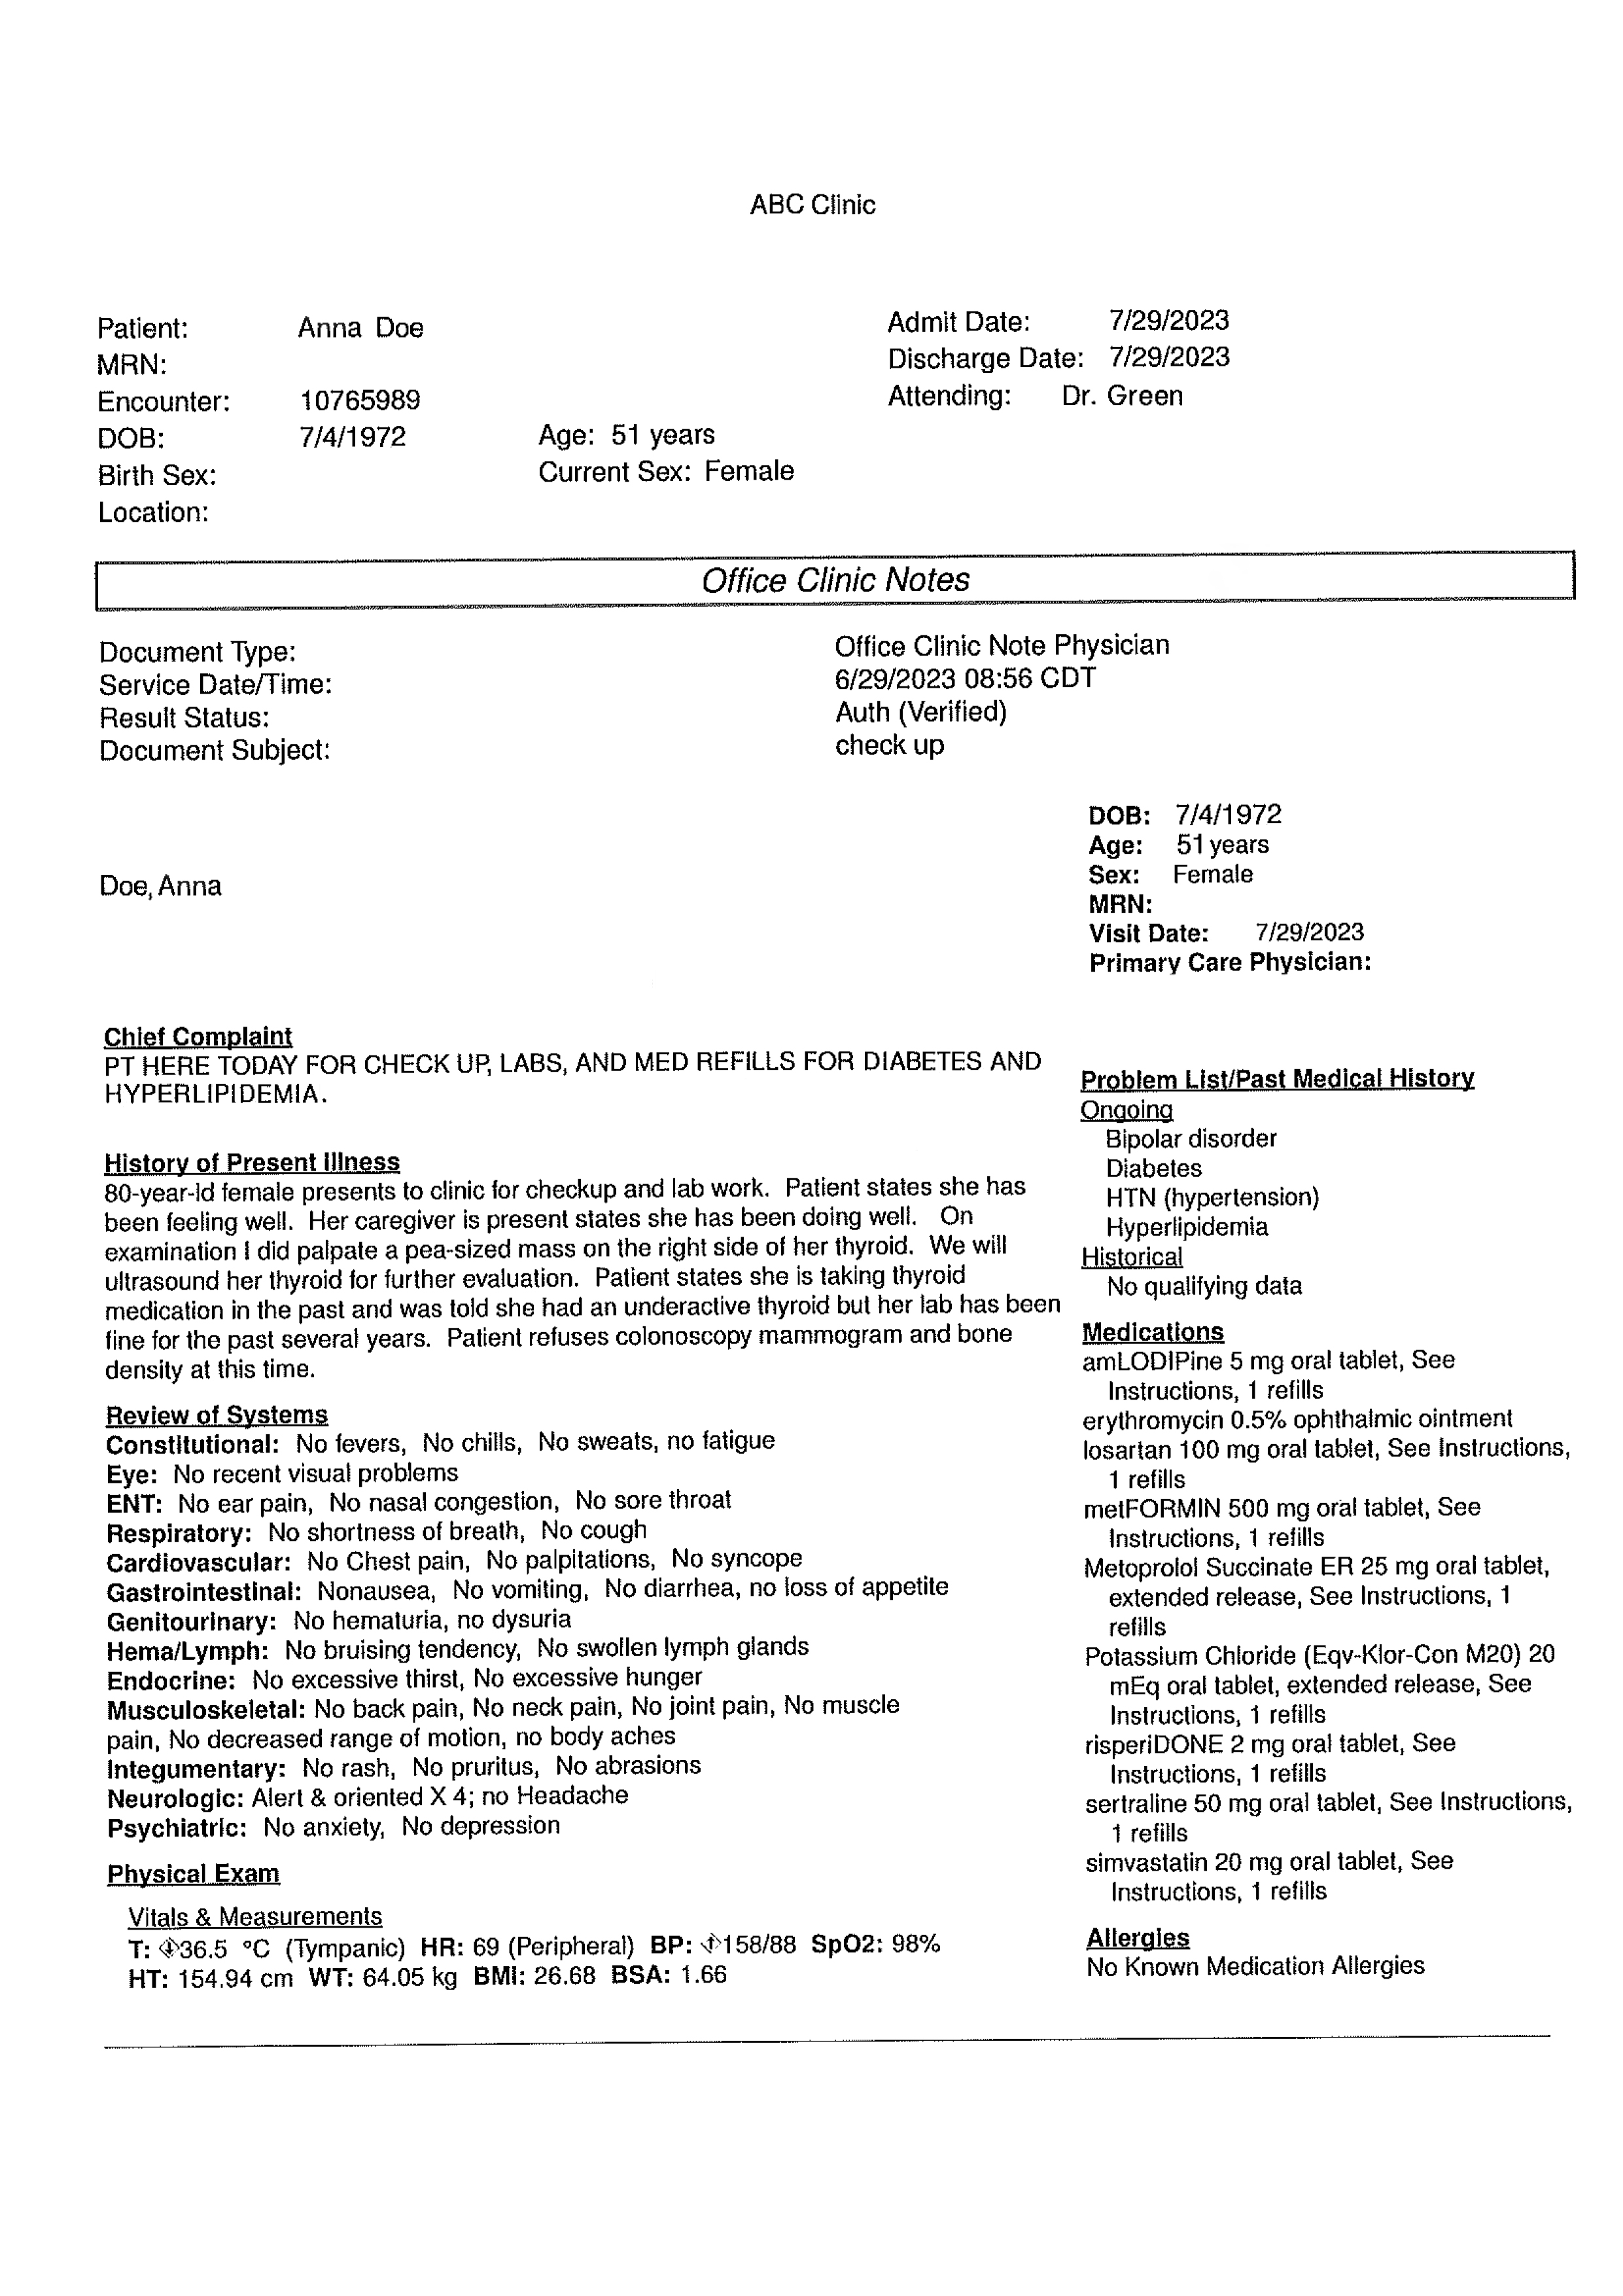 ABC Clinic
Patient: Anna Doe
MRN:
Encounter: 10765989
DOB: 7/4/1972 Age: 51 years
Birth Sex: Current Sex: Female
Location:
Admit Date: 7/29/2023
Discharge Date: 7/29/2023
Attending: Dr. Green
Office Clinic Notes
Document Type: Office Clinic Note Physician
Service Date/Time: 6/29/2023 08:56 CDT
Result Status: Auth (Verified)
Document Subject: check up
Doe, Anna
DOB: 7/4/1972
Age: 51 years
Sex: Female
MRN:
Visit Date: 7/29/2023
Primary Care Physician:
Chief Complaint
PT HERE TODAY FOR CHECK UP, LABS, AND MED REFILLS FOR DIABETES AND
HYPERLIPIDEMIA.
History of Present Illness
80-year-ld female presents to clinic for checkup and lab work. Patient states she has
been feeling well. Her caregiver is present states she has been doing well. On
examination I did palpate a pea-sized mass on the right side of her thyroid. We will
ultrasound her thyroid for further evaluation. Patient states she is taking thyroid
medication in the past and was told she had an underactive thyroid but her lab has been
fine for the past several years. Patient refuses colonoscopy mammogram and bone
density at this time.
Review of Systems
Constitutional: No fevers, No chills, No sweats, no fatigue
Eye: No recent visual problems
ENT: No ear pain, No nasal congestion, No sore throat
Respiratory: No shortness of breath, No cough
Cardiovascular: No Chest pain, No palpitations, No syncope
Gastrointestinal: Nonausea, No vomiting, No diarrhea, no loss of appetite
Genitourinary: No hematuria, no dysuria
Hema/Lymph: No bruising tendency, No swollen lymph glands
Endocrine: No excessive thirst, No excessive hunger
Musculoskeletal: No back pain, No neck pain, No joint pain, No muscle
pain, No decreased range of motion, no body aches
Integumentary: No rash, No pruritus, No abrasions
Neurologic: Alert & oriented X 4; no Headache
Psychiatric: No anxiety, No depression
Physical Exam
Vitals & Measurements
T: 36.5 °C (Tympanic) HR: 69 (Peripheral) BP: 158/88 SpO2: 98%
HT: 154.94 cm WT: 64.05 kg BMI: 26.68 BSA: 1.66
Problem List/Past Medical History
Ongoing
Bipolar disorder
Diabetes
HTN (hypertension)
Hyperlipidemia
Historical
No qualifying data
Medications
amLODIPine 5 mg oral tablet, See
Instructions, 1 refills
erythromycin 0.5% ophthalmic ointment
losartan 100 mg oral tablet, See Instructions,
1 refills
metFORMIN 500 mg oral tablet, See
Instructions, 1 refills
Metoprolol Succinate ER 25 mg oral tablet,
extended release, See Instructions, 1
refills
Potassium Chloride (Eqv-Klor-Con M20) 20
mEq oral tablet, extended release, See
Instructions, 1 refills
risperiDONE 2 mg oral tablet, See
Instructions, 1 refills
sertraline 50 mg oral tablet, See Instructions,
1 refills
simvastatin 20 mg oral tablet, See
Instructions, 1 refills
Allergies
No Known Medication Allergies